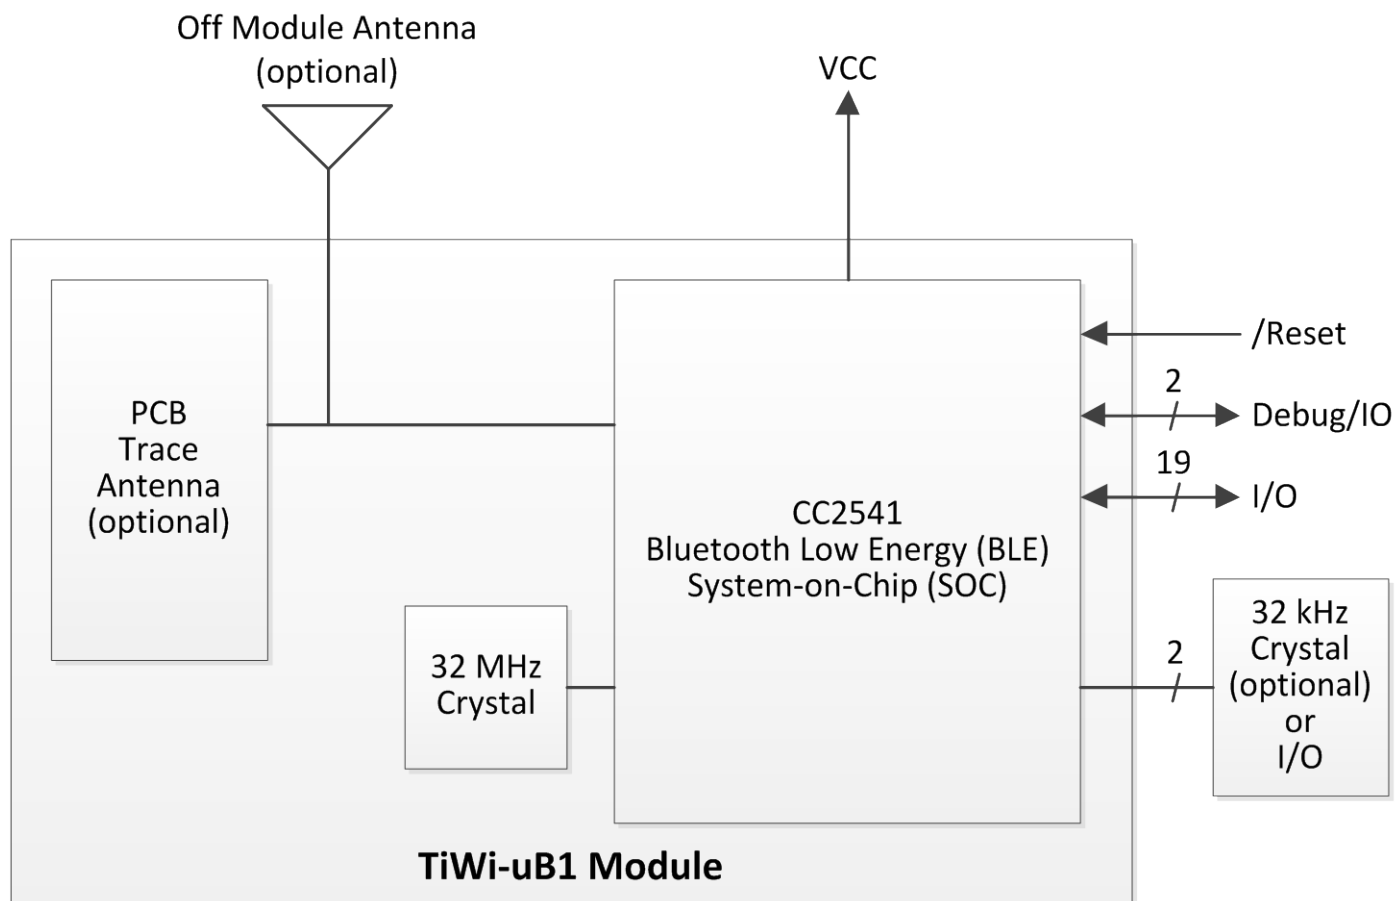 Off Module Antenna
(optional)
VCC
/Reset
2
Debug/IO
19
I/O
PCB
Trace
Antenna
(optional)
CC2541
Bluetooth Low Energy (BLE)
System-on-Chip (SOC)
32 MHz
Crystal
2
32 kHz
Crystal
(optional)
or
I/O
TiWi-uB1 Module